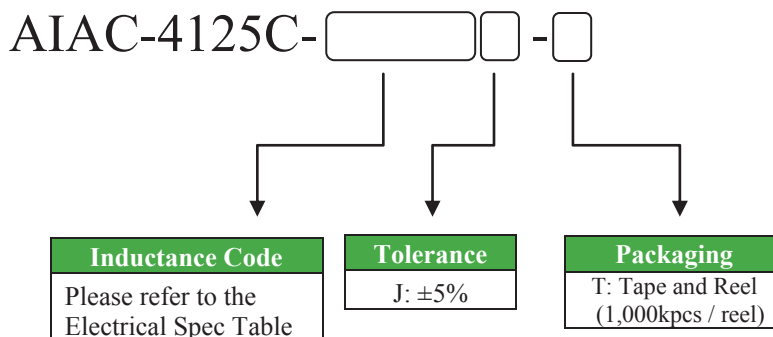 AIAC-4125C- -
Inductance Code
Please refer to the
Electrical Spec Table
Tolerance
J: ±5%
Packaging
T: Tape and Reel
(1,000kpcs / reel)